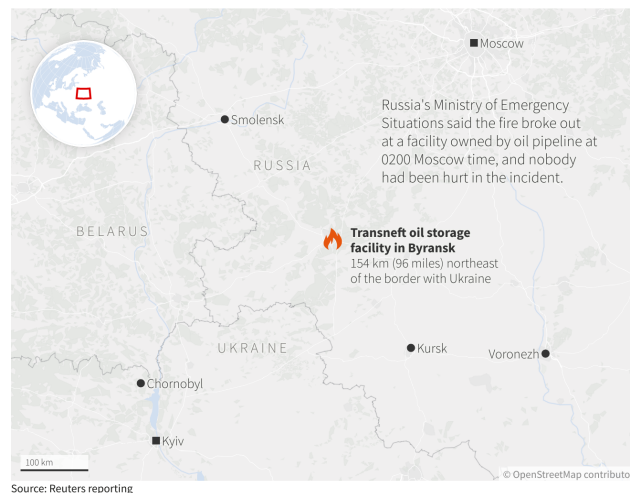 Moscow
Russia's Ministry of Emergency
Situations said the fire broke out
at a facility owned by oil pipeline at
0200 Moscow time, and nobody
had been hurt in the incident.
Smolensk
RUSSIA
BELARUS
Transneft oil storage
facility in Byransk
154 km (96 miles) northeast
of the border with Ukraine
UKRAINE
Kursk
Voronezh
Chornobyl
Kyiv
100 km
© OpenStreetMap contributo
Source: Reuters reporting